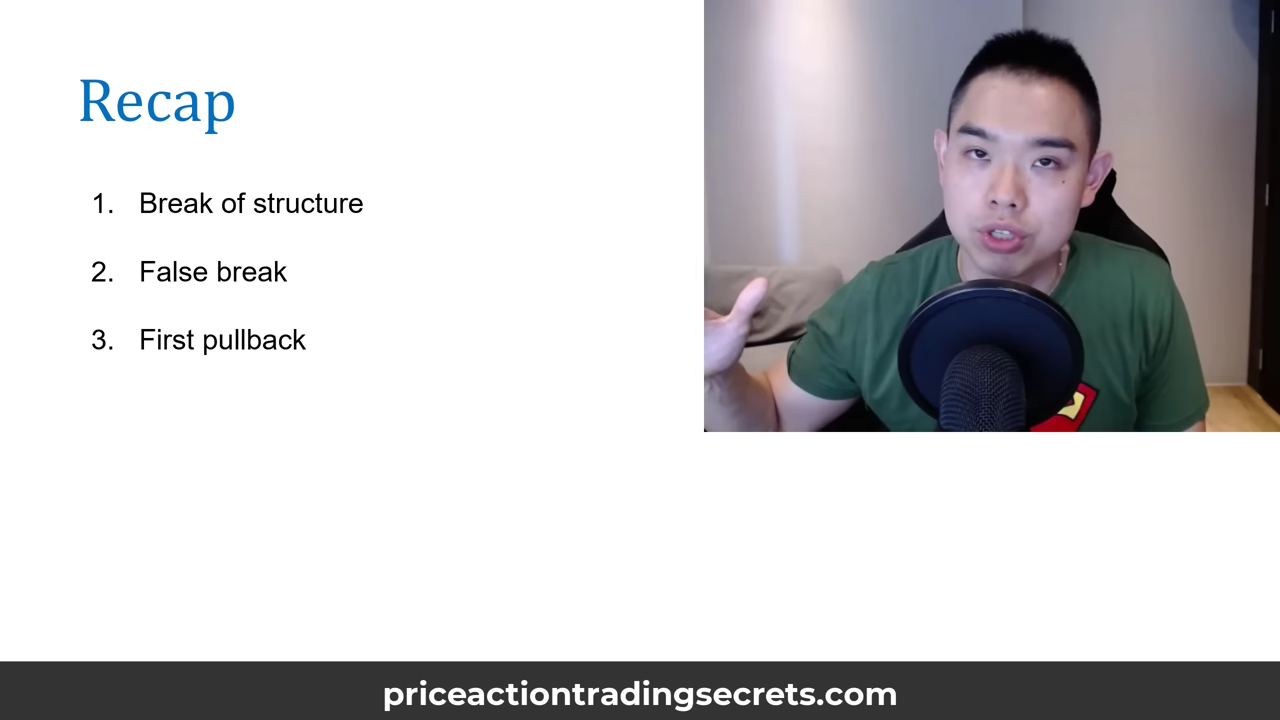 Recap
1. Break of structure
2. False break
3. First pullback
priceactiontradingsecrets.com